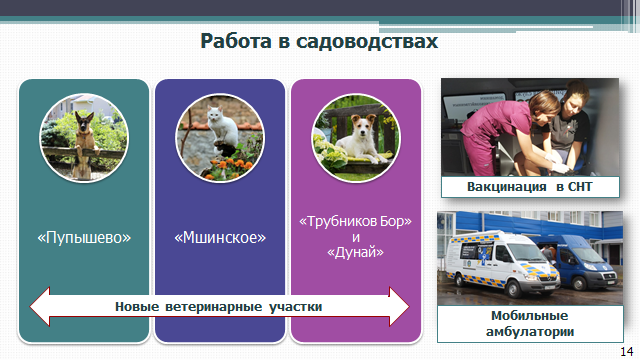 Работа в садоводствах
«Пупышево»
«Мшинское»
«Трубников Бор»
и
«Дунай»
Новые ветеринарные участки
Вакцинация в СНТ
Мобильные
амбулатории
14